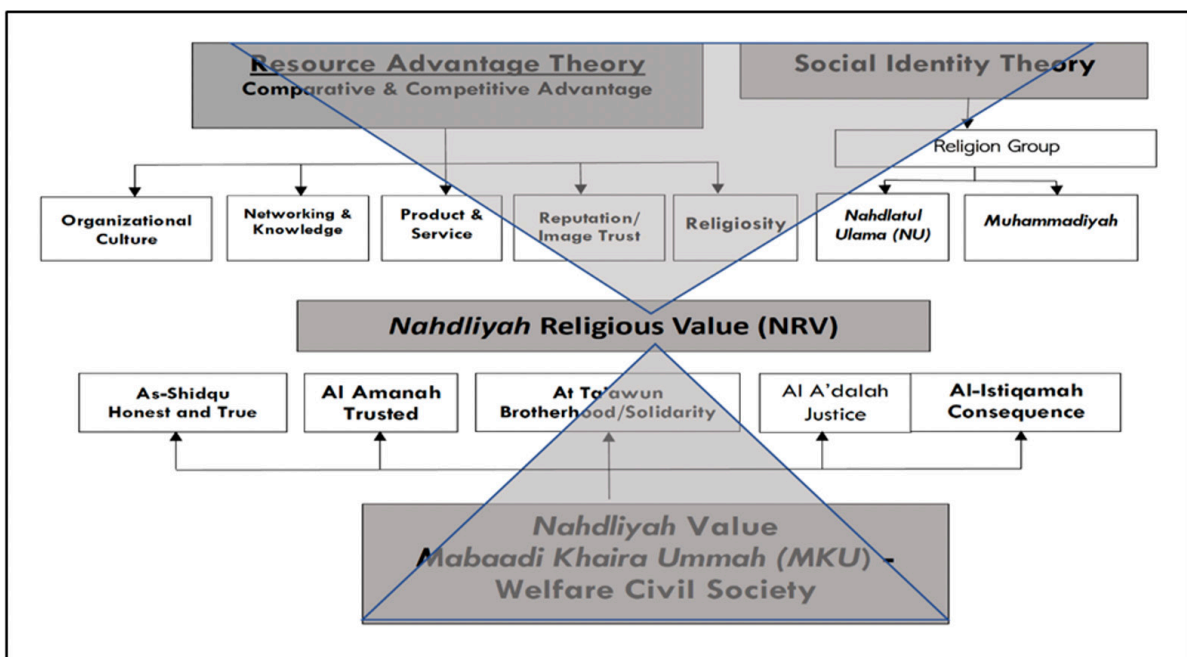 Resource Advantage Theory
Comparative & Competitive Advantage
Social Identity Theory
Religion Group
Organizational
Culture
Networking &
Knowledge
Product &
Service
Reputation/
Image Trust
Religiosity
Nahdlatul
Ulama (NU)
Muhammadiyah
Nahdliyah Religious Value (NRV)
As-Shidqu
Honest and True
Al Amanah
Trusted
At Ta'awun
Brotherhood/Solidarity
Al A'dalah
Justice
Al-Istiqamah
Consequence
Nahdliyah Value
Mabaadi Khaira Ummah (MKU) -
Welfare Civil Society